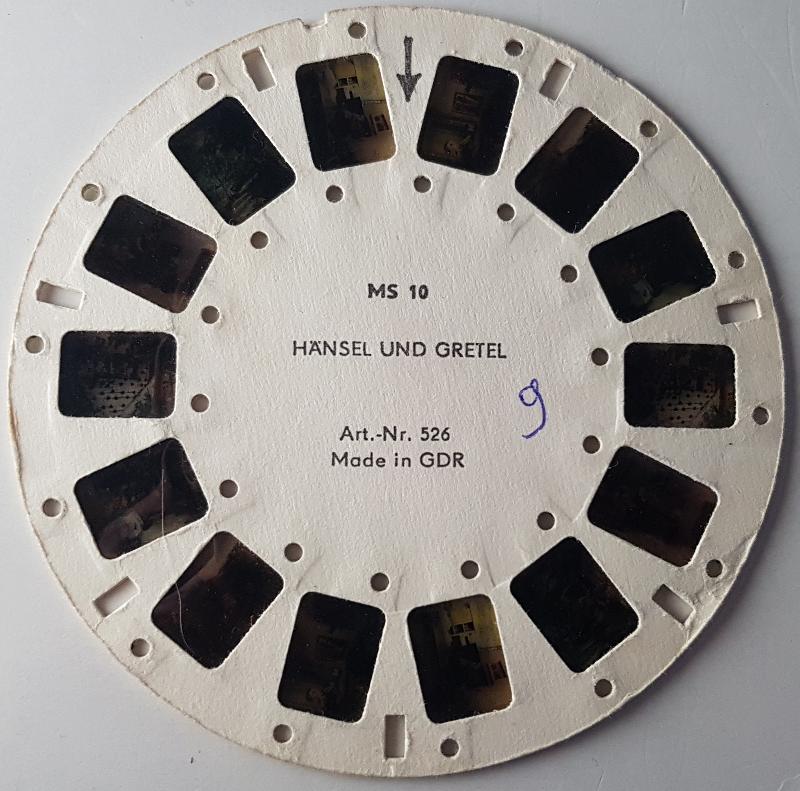 MS 10
HÄNSEL UND GRETEL
9
Art.-Nr. 526
Made in GDR